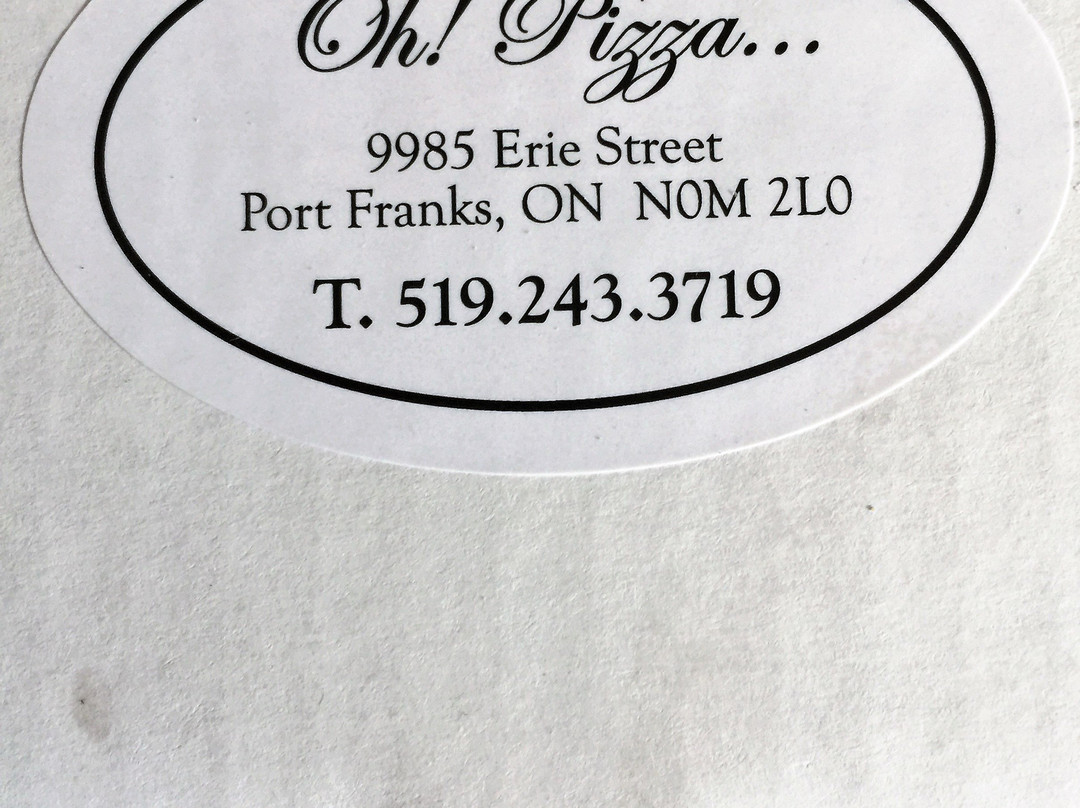 Oh! Pizza...
9985 Erie Street
Port Franks, ON N0M 2L0
T. 519.243.3719